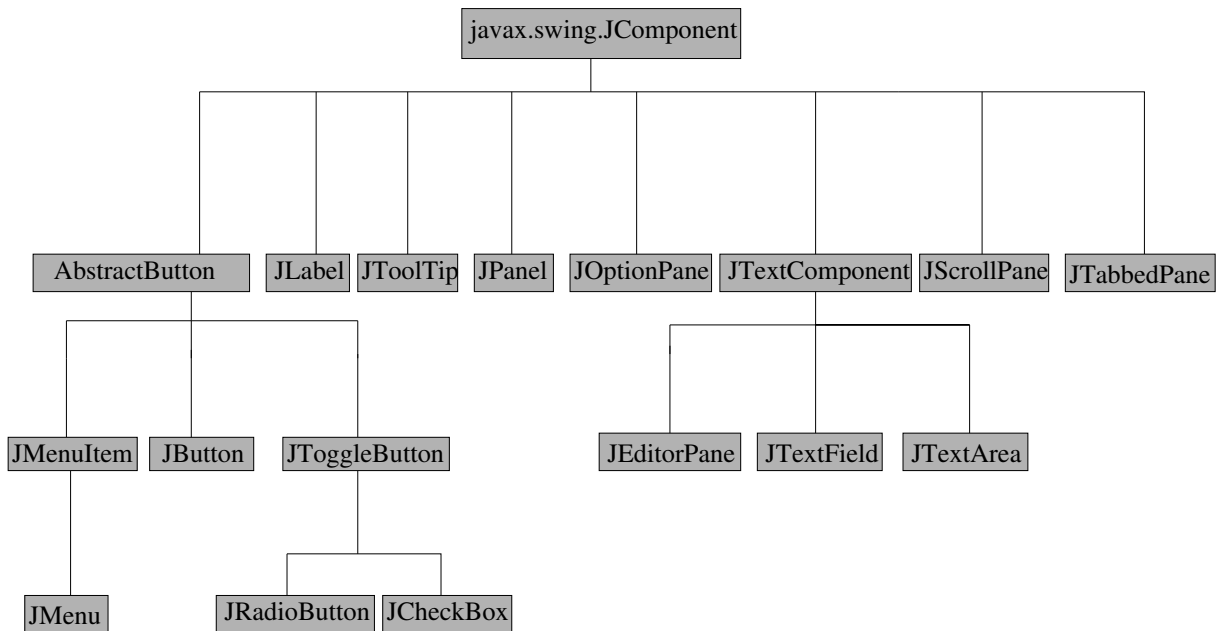 javax.swing.JComponent
AbstractButton
JLabel
JToolTip
JPanel
JOptionPane
JTextComponent
JScrollPane
JTabbedPane
JMenuItem
JButton
JToggleButton
JEditorPane
JTextField
JTextArea
JMenu
JRadioButton
JCheckBox